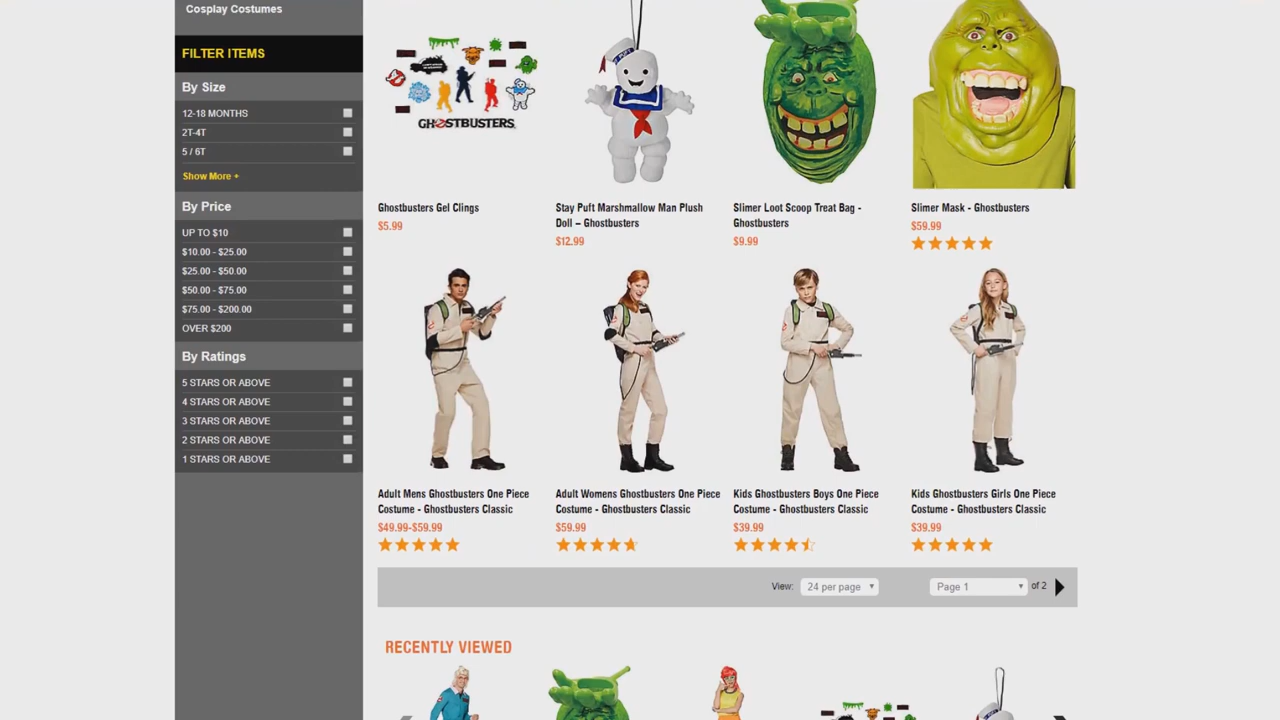 Cosplay Costumes
FILTER ITEMS
By Size
12-18 MONTHS
2T-4T
5 / 6T
Show More +
By Price
UP TO $10
$10.00 - $25.00
$25.00 - $50.00
$50.00 - $75.00
$75.00 - $200.00
OVER $200
By Ratings
5 STARS OR ABOVE
4 STARS OR ABOVE
3 STARS OR ABOVE
2 STARS OR ABOVE
1 STARS OR ABOVE
GHOSTBUSTERS
Ghostbusters Gel Clings
$5.99
Stay Puft Marshmallow Man Plush
Doll – Ghostbusters
$12.99
Slimer Loot Scoop Treat Bag -
Ghostbusters
$9.99
Slimer Mask - Ghostbusters
$59.99
Adult Mens Ghostbusters One Piece
Costume - Ghostbusters Classic
$49.99-$59.99
Adult Womens Ghostbusters One Piece
Costume - Ghostbusters Classic
$59.99
Kids Ghostbusters Boys One Piece
Costume - Ghostbusters Classic
$39.99
Kids Ghostbusters Girls One Piece
Costume - Ghostbusters Classic
$39.99
View: 24 per page Page 1 of 2
RECENTLY VIEWED